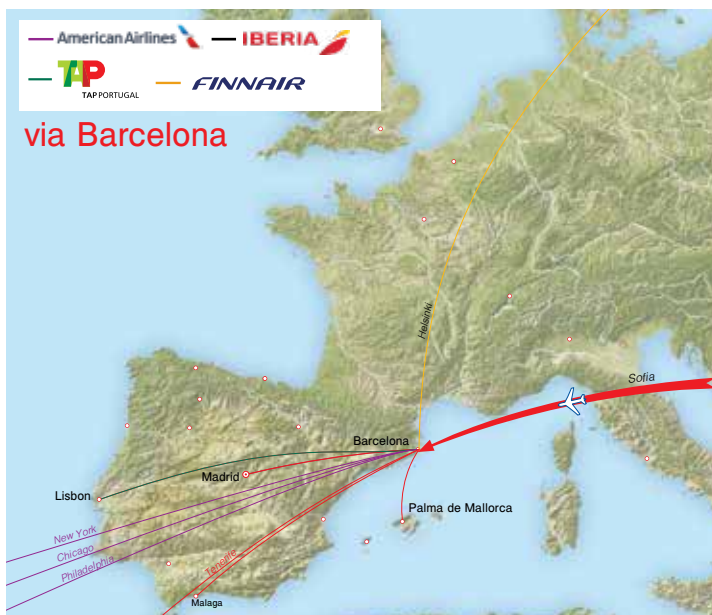 American Airlines
IBERIA
TAP
TAP PORTUGAL
FINNAIR
via Barcelona
Helsinki
Sofia
Barcelona
Madrid
Lisbon
Palma de Mallorca
New York
Chicago
Philadelphia
Tenerife
Malaga